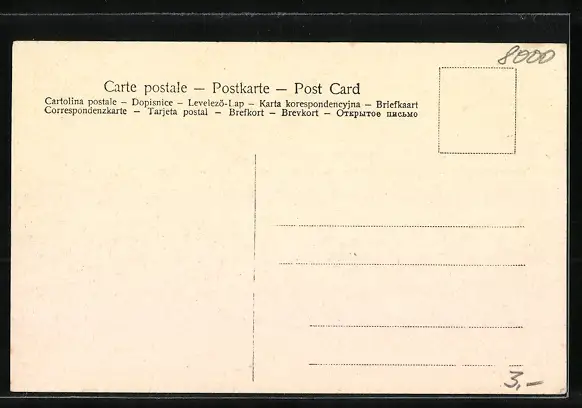 8000
Carte postale – Postkarte – Post Card
Cartolina postale – Dopisnice – Levelező-Lap – Karta korespondencyjna – Briefkaart
Correspondenzkarte – Tarjeta postal – Brefkort – Brevkort – Открытое письмо
3,–